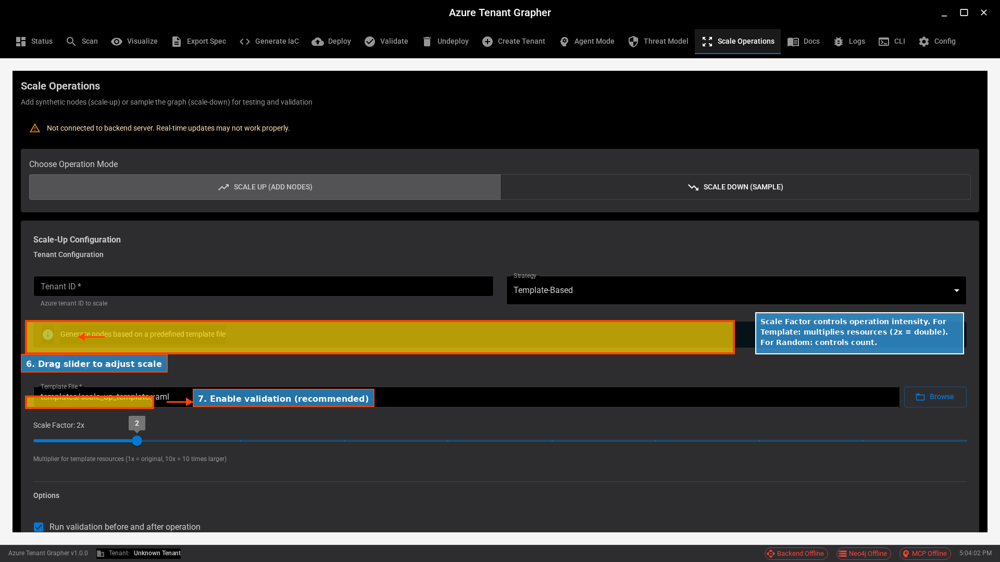 Azure Tenant Grapher
Status
Scan
Visualize
Export Spec
Generate IaC
Deploy
Validate
Undeploy
Create Tenant
Agent Mode
Threat Model
Scale Operations
Docs
Logs
CLI
Config
Scale Operations
Add synthetic nodes (scale-up) or sample the graph (scale-down) for testing and validation
Not connected to backend server. Real-time updates may not work properly.
Choose Operation Mode
SCALE UP (ADD NODES)
SCALE DOWN (SAMPLE)
Scale-Up Configuration
Tenant Configuration
Tenant ID *
Azure tenant ID to scale
Strategy
Template-Based
Generate nodes based on a predefined template file
Scale Factor controls operation intensity. For
Template: multiplies resources (2x = double).
For Random: controls count.
6. Drag slider to adjust scale
Template File *
templates/scale_up_template.yaml
7. Enable validation (recommended)
Browse
Scale Factor: 2x
2
Multiplier for template resources (1x = original, 10x = 10 times larger)
Options
Run validation before and after operation
Azure Tenant Grapher v1.0.0
Tenant: Unknown Tenant
Backend Offline
Neo4j Offline
MCP Offline
5:04:02 PM